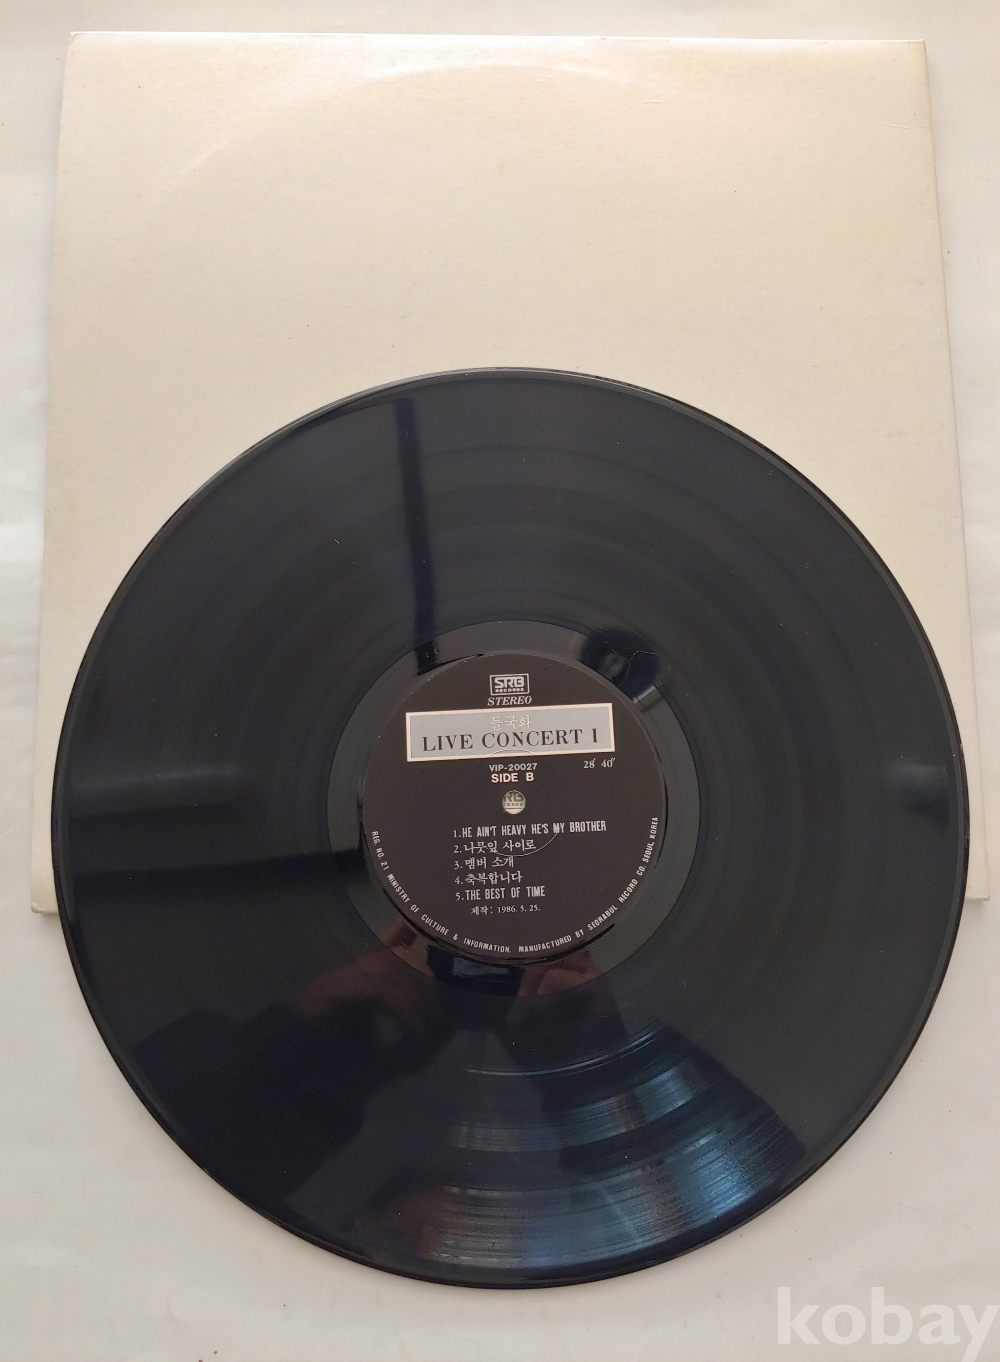 SRB
RECORDS
STEREO
들국화
LIVE CONCERT I
VIP-20027
SIDE B
28′ 40″
1.HE AIN'T HEAVY HE'S MY BROTHER
2.나뭇잎 사이로
3.멤버 소개
4.축복합니다
5.THE BEST OF TIME
제작: 1986. 5. 25.
REG. NO. 21 MINISTRY OF CULTURE & INFORMATION. MANUFACTURED BY SEORABUL RECORD CO. SEOUL KOREA
kobay